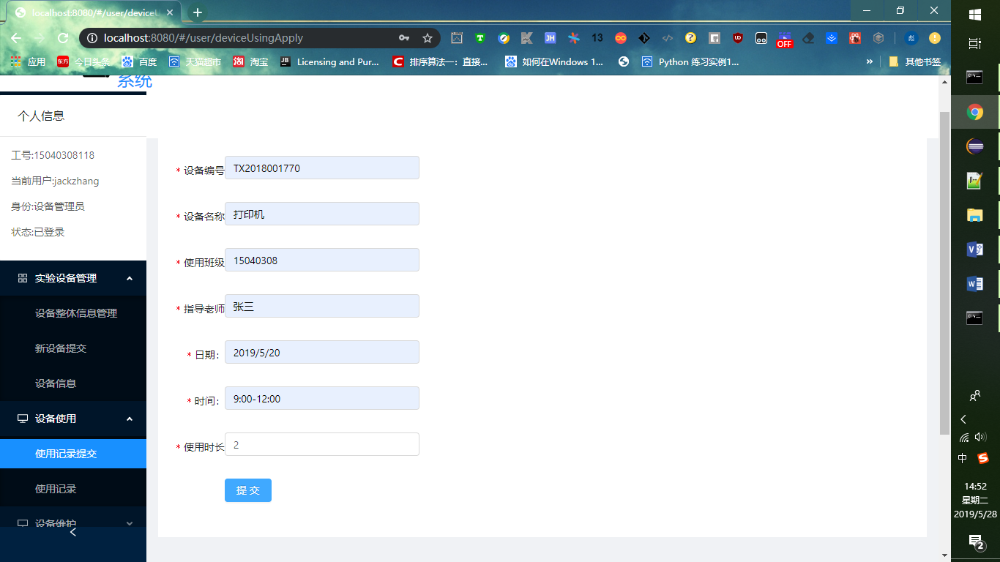 localhost:8080/#/user/deviceU
localhost:8080/#/user/deviceUsingApply
13
OFF
应用
今日头条
百度
天猫超市
淘宝
Licensing and Pur...
排序算法一：直接...
如何在Windows 1...
Python 练习实例1...
»
其他书签
系统
个人信息
工号:15040308118
当前用户:jackzhang
身份:设备管理员
状态:已登录
实验设备管理
设备整体信息管理
新设备提交
设备信息
设备使用
使用记录提交
使用记录
设备维护
* 设备编号 TX2018001770
* 设备名称 打印机
* 使用班级 15040308
* 指导老师 张三
* 日期： 2019/5/20
* 时间： 9:00-12:00
* 使用时长 2
提 交
中
14:52
星期二
2019/5/28
2